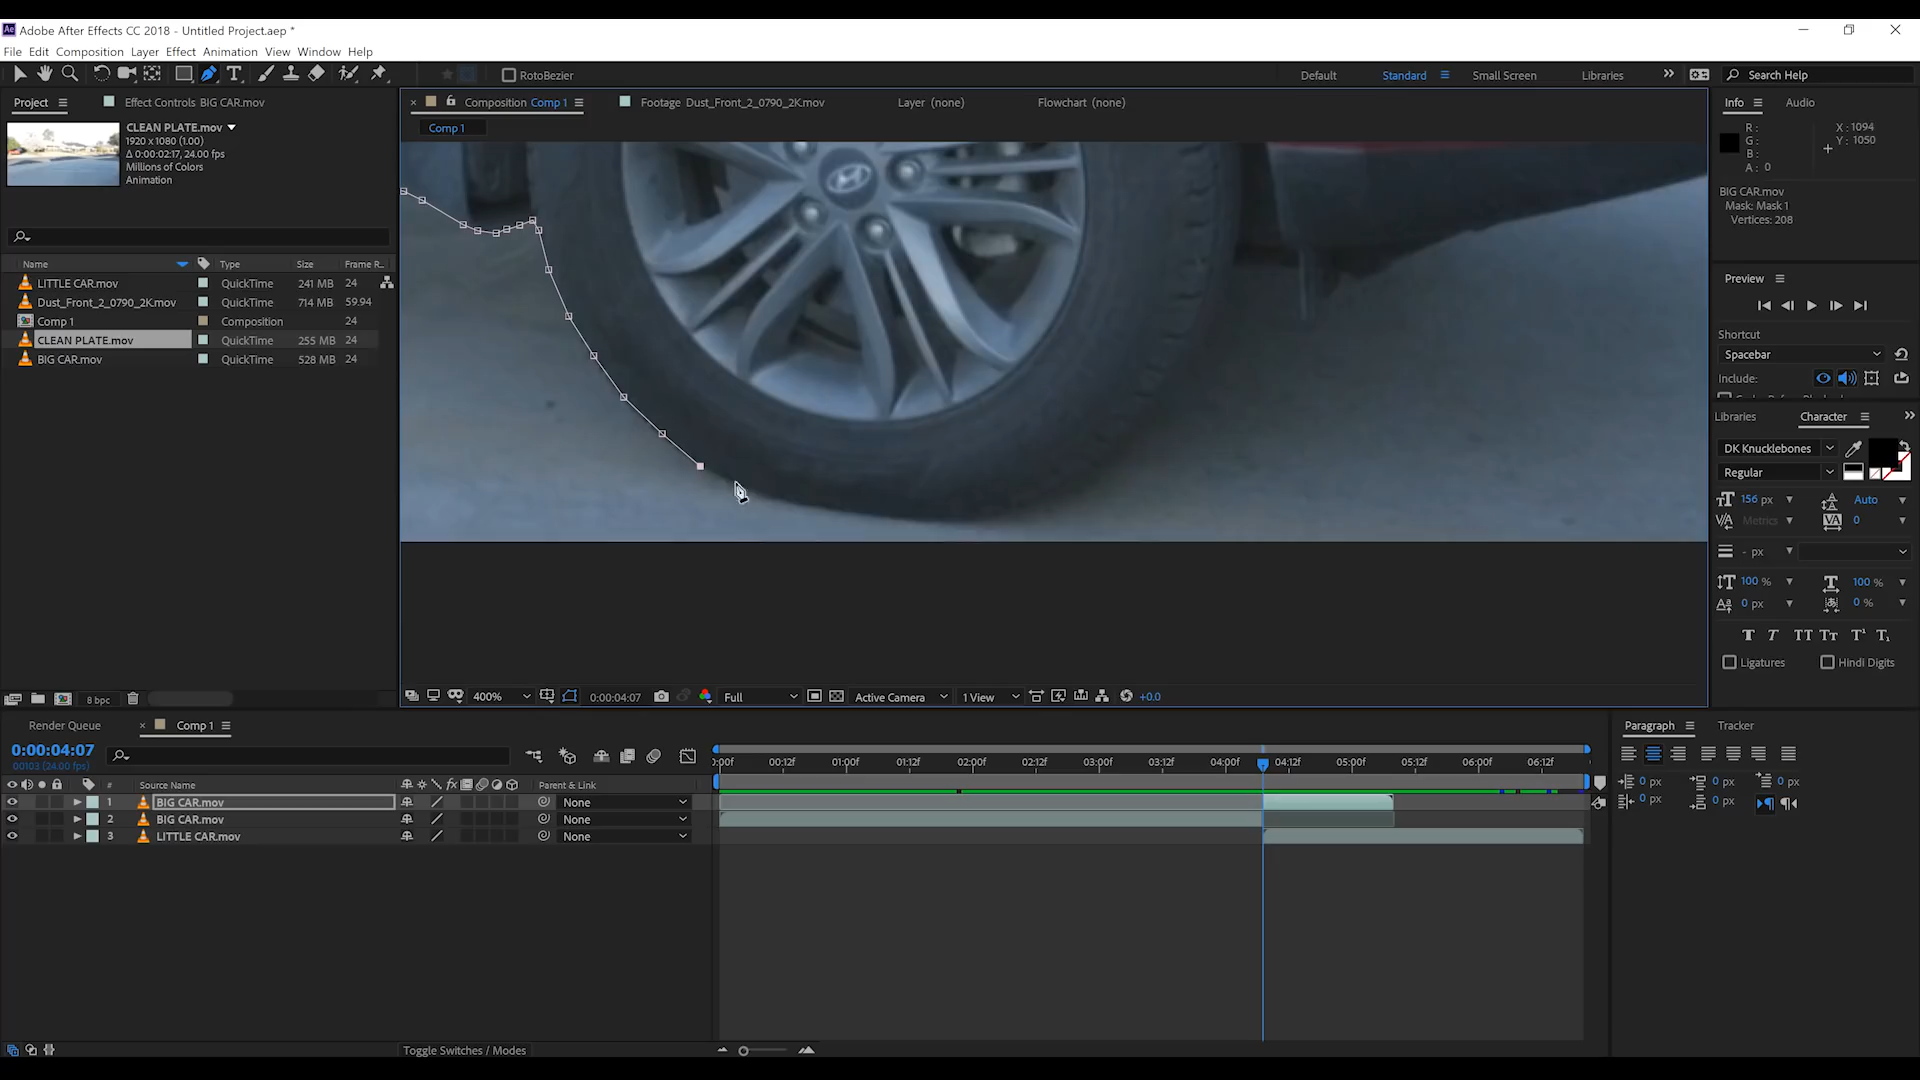 Adobe After Effects CC 2018 - Untitled Project.aep *
File Edit Composition Layer Effect Animation View Window Help
RotoBezier
Default Standard Small Screen Libraries Search Help
Project Effect Controls BIG CAR.mov
CLEAN PLATE.mov
1920 x 1080 (1.00)
Δ 0:00:02:17, 24.00 fps
Millions of Colors
Animation
Name Type Size Frame R..
LITTLE CAR.mov QuickTime 241 MB 24
Dust_Front_2_0790_2K.mov QuickTime 714 MB 59.94
Comp 1 Composition 24
CLEAN PLATE.mov QuickTime 255 MB 24
BIG CAR.mov QuickTime 528 MB 24
8 bpc
Composition Comp 1 Footage Dust_Front_2_0790_2K.mov Layer (none) Flowchart (none)
Comp 1
400% 0:00:04:07 Full Active Camera 1 View +0.0
Info Audio
R :
G :
B :
A : 0
X : 1094
Y : 1050
BIG CAR.mov
Mask: Mask 1
Vertices: 208
Preview
Shortcut
Spacebar
Include:
Libraries Character
DK Knucklebones
Regular
156 px Auto
Metrics 0
- px
100 % 100 %
0 px 0 %
T T TT Tт T¹ T₁
Ligatures Hindi Digits
Render Queue Comp 1
0:00:04:07
00103 (24.00 fps)
Source Name Parent & Link
1 BIG CAR.mov None
2 BIG CAR.mov None
3 LITTLE CAR.mov None
:00f 00:12f 01:00f 01:12f 02:00f 02:12f 03:00f 03:12f 04:00f 04:12f 05:00f 05:12f 06:00f 06:12f
Toggle Switches / Modes
Paragraph Tracker
0 px 0 px 0 px
0 px 0 px